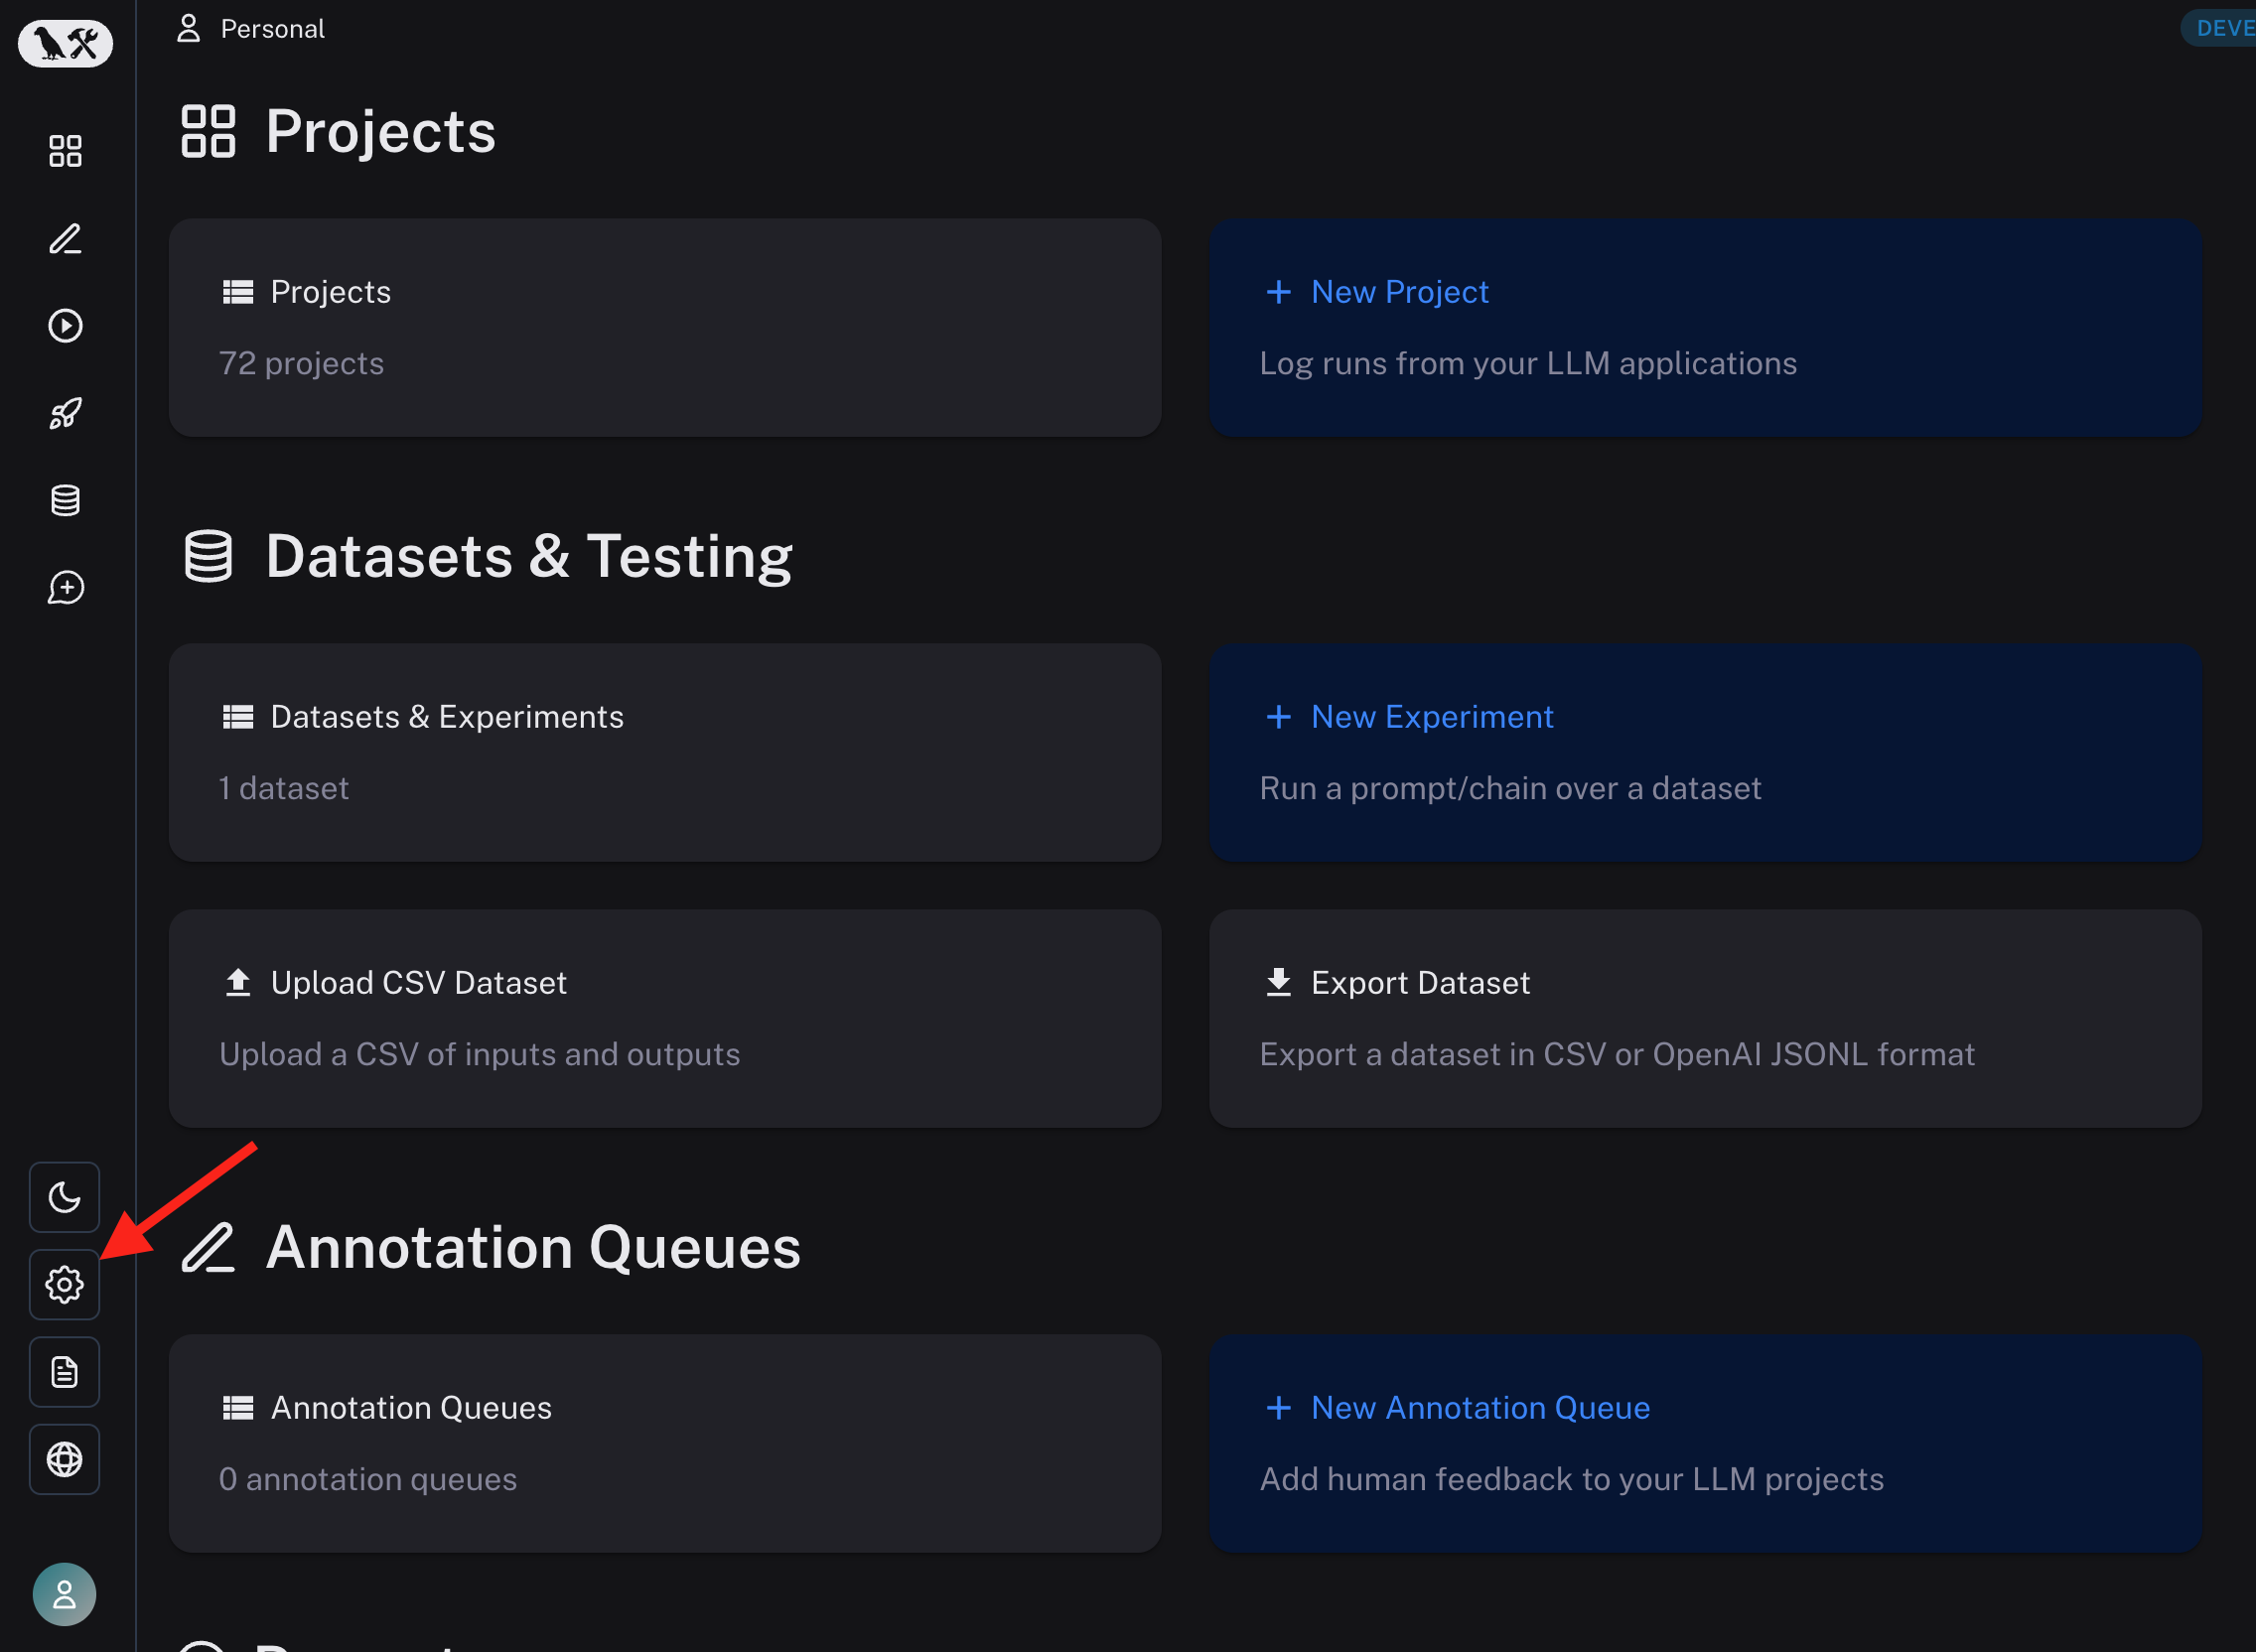 Personal
DEVE
Projects
Projects
72 projects
New Project
Log runs from your LLM applications
Datasets & Testing
Datasets & Experiments
1 dataset
New Experiment
Run a prompt/chain over a dataset
Upload CSV Dataset
Upload a CSV of inputs and outputs
Export Dataset
Export a dataset in CSV or OpenAI JSONL format
Annotation Queues
Annotation Queues
0 annotation queues
New Annotation Queue
Add human feedback to your LLM projects